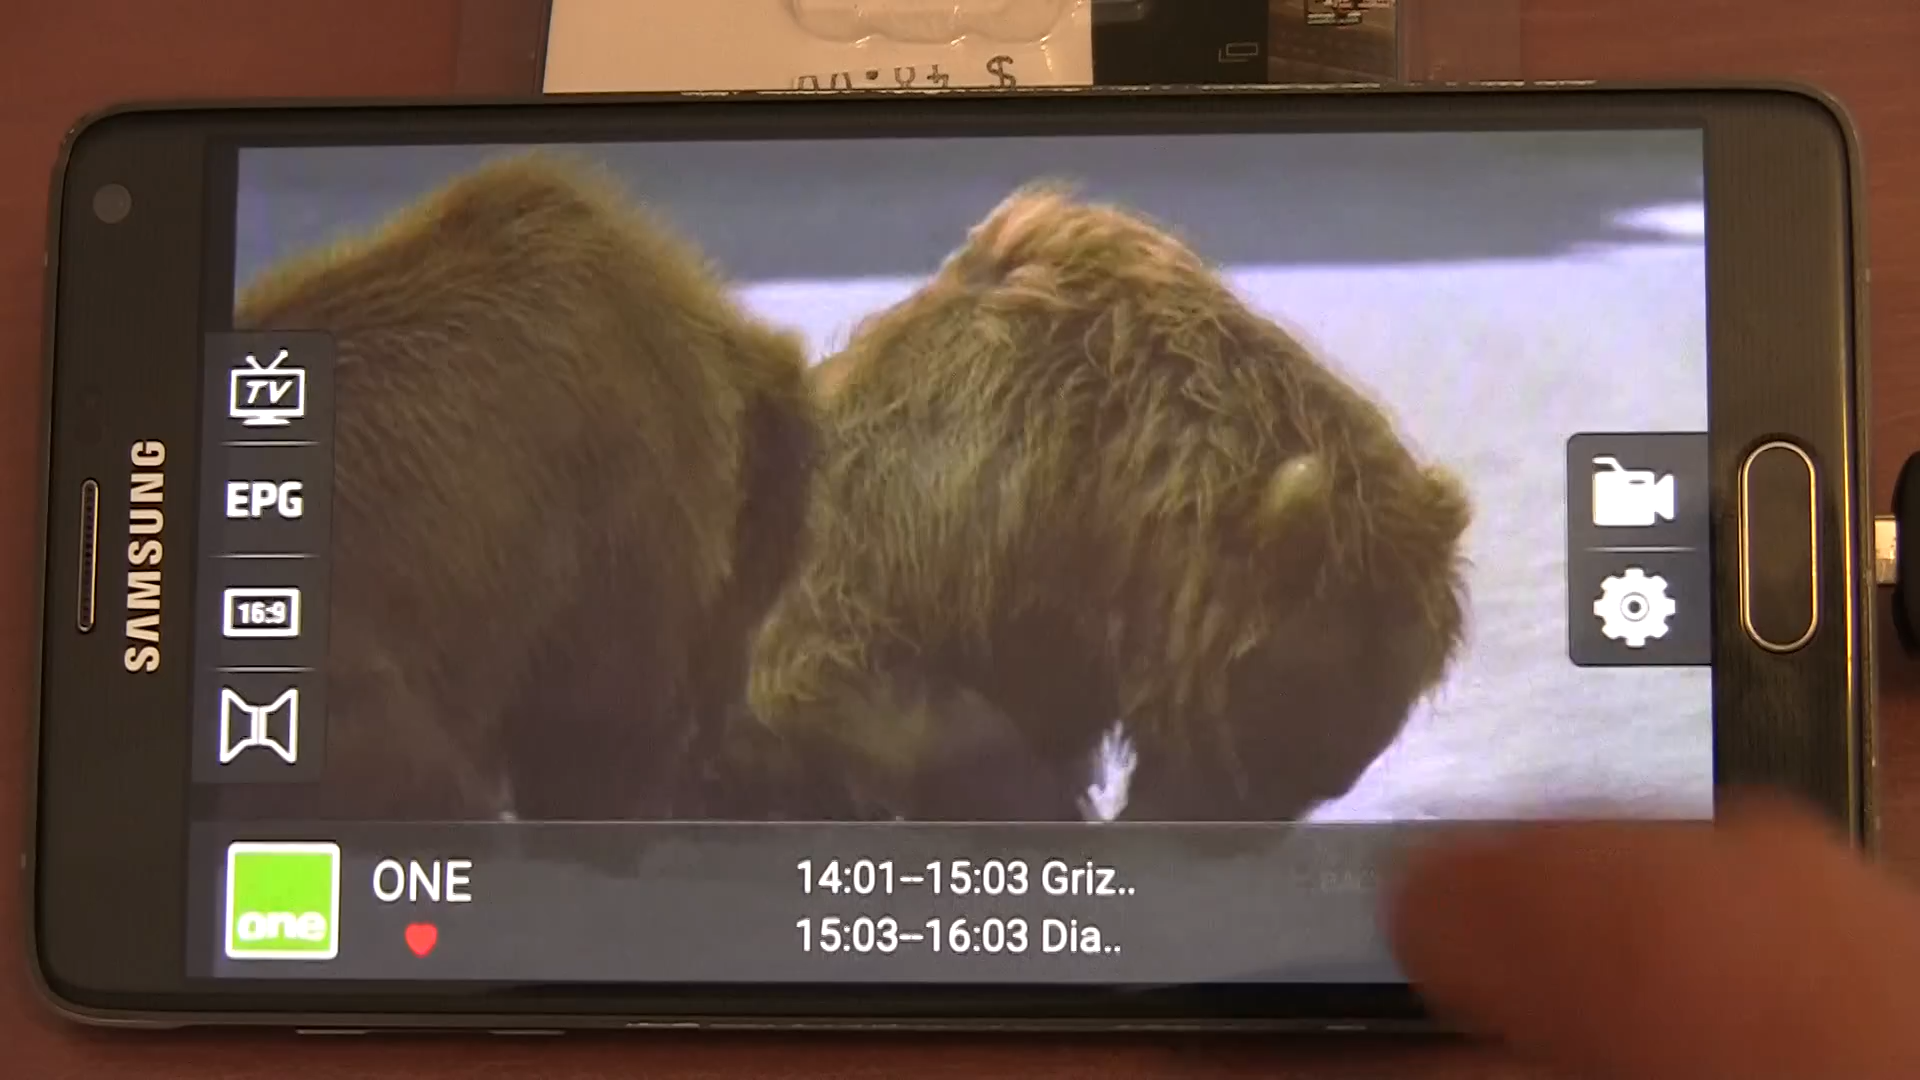 SAMSUNG
TV
EPG
16:9
one
ONE
14:01–15:03 Griz..
15:03–16:03 Dia..